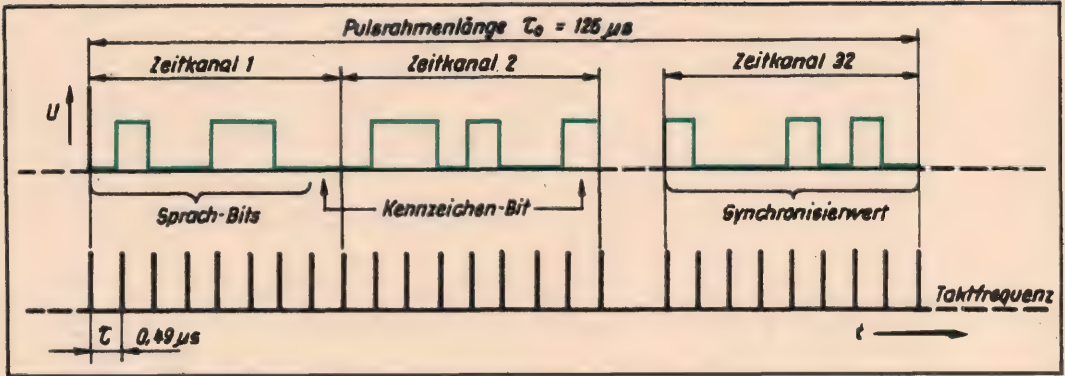 Pulsrahmenlänge τ₀ = 125 µs
Zeitkanal 1
Zeitkanal 2
Zeitkanal 32
U
Sprach-Bits
Kennzeichen-Bit
Synchronisierwert
Taktfrequenz
τ 0,49 µs
t